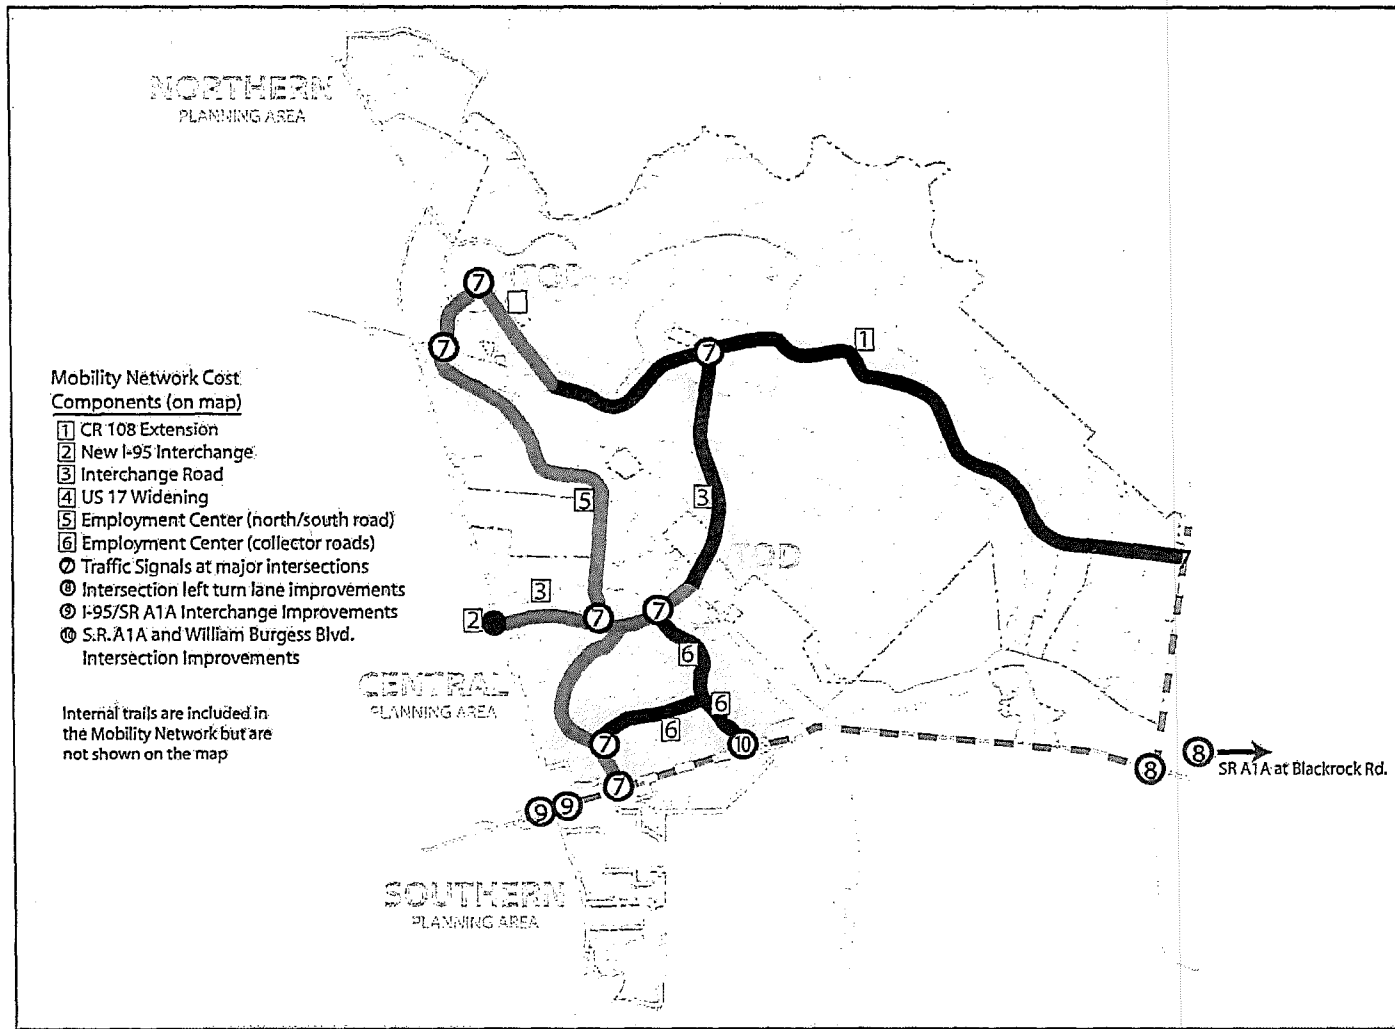 NORTHERN
PLANNING AREA
7
TOD
7
7
1
Mobility Network Cost
Components (on map)
1 CR 108 Extension
2 New I-95 Interchange
3 Interchange Road
4 US 17 Widening
5 Employment Center (north/south road)
6 Employment Center (collector roads)
7 Traffic Signals at major intersections
8 Intersection left turn lane improvements
9 I-95/SR A1A Interchange Improvements
10 S.R. A1A and William Burgess Blvd.
Intersection Improvements
Internal trails are included in
the Mobility Network but are
not shown on the map
5
3
TOD
7
3
2
7
7
6
CENTRAL
PLANNING AREA
6
6
7
10
8
8
SR A1A at Blackrock Rd.
7
9
9
SOUTHERN
PLANNING AREA